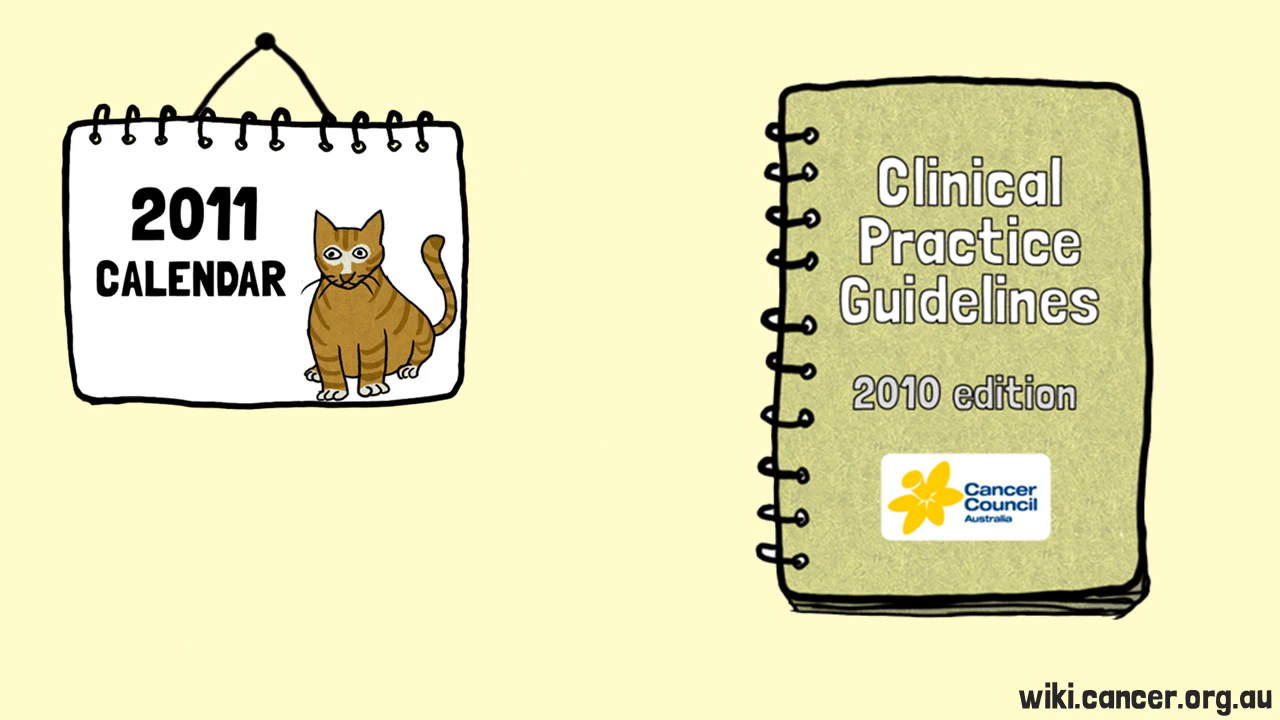 2011
CALENDAR
Clinical
Practice
Guidelines
2010 edition
Cancer
Council
Australia
wiki.cancer.org.au